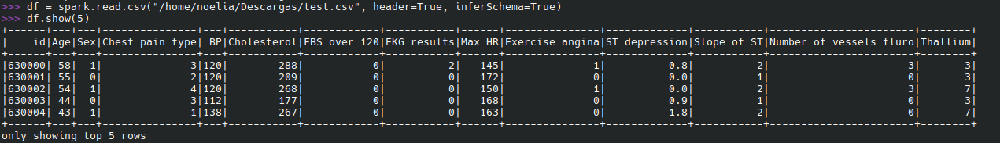 >>> df = spark.read.csv("/home/noelia/Descargas/test.csv", header=True, inferSchema=True)
>>> df.show(5)
+------+---+---+---------------+---+-----------+------------+-----------+------+---------------+-------------+-----------+-----------------------+--------+
|    id|Age|Sex|Chest pain type| BP|Cholesterol|FBS over 120|EKG results|Max HR|Exercise angina|ST depression|Slope of ST|Number of vessels fluro|Thallium|
+------+---+---+---------------+---+-----------+------------+-----------+------+---------------+-------------+-----------+-----------------------+--------+
|630000| 58|  1|              3|120|        288|           0|          2|   145|              1|          0.8|          2|                      3|       3|
|630001| 55|  0|              2|120|        209|           0|          0|   172|              0|          0.0|          1|                      0|       3|
|630002| 54|  1|              4|120|        268|           0|          0|   150|              1|          0.0|          2|                      3|       7|
|630003| 44|  0|              3|112|        177|           0|          0|   168|              0|          0.9|          1|                      0|       3|
|630004| 43|  1|              1|138|        267|           0|          0|   163|              0|          1.8|          2|                      0|       7|
+------+---+---+---------------+---+-----------+------------+-----------+------+---------------+-------------+-----------+-----------------------+--------+
only showing top 5 rows